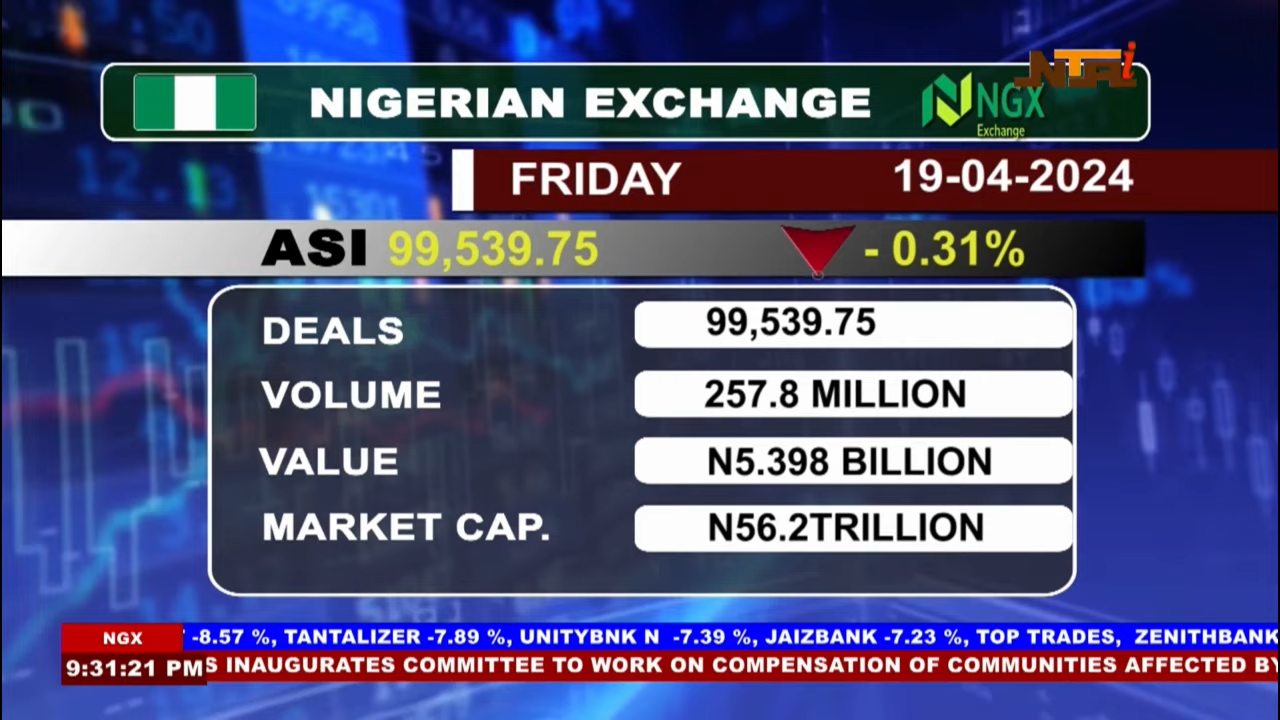 NTAi
NIGERIAN EXCHANGE
NGX
Exchange
FRIDAY 19-04-2024
ASI 99,539.75 - 0.31%
DEALS 99,539.75
VOLUME 257.8 MILLION
VALUE N5.398 BILLION
MARKET CAP. N56.2TRILLION
NGX -8.57 %, TANTALIZER -7.89 %, UNITYBNK N -7.39 %, JAIZBANK -7.23 %, TOP TRADES, ZENITHBANK
9:31:21 PM S INAUGURATES COMMITTEE TO WORK ON COMPENSATION OF COMMUNITIES AFFECTED BY